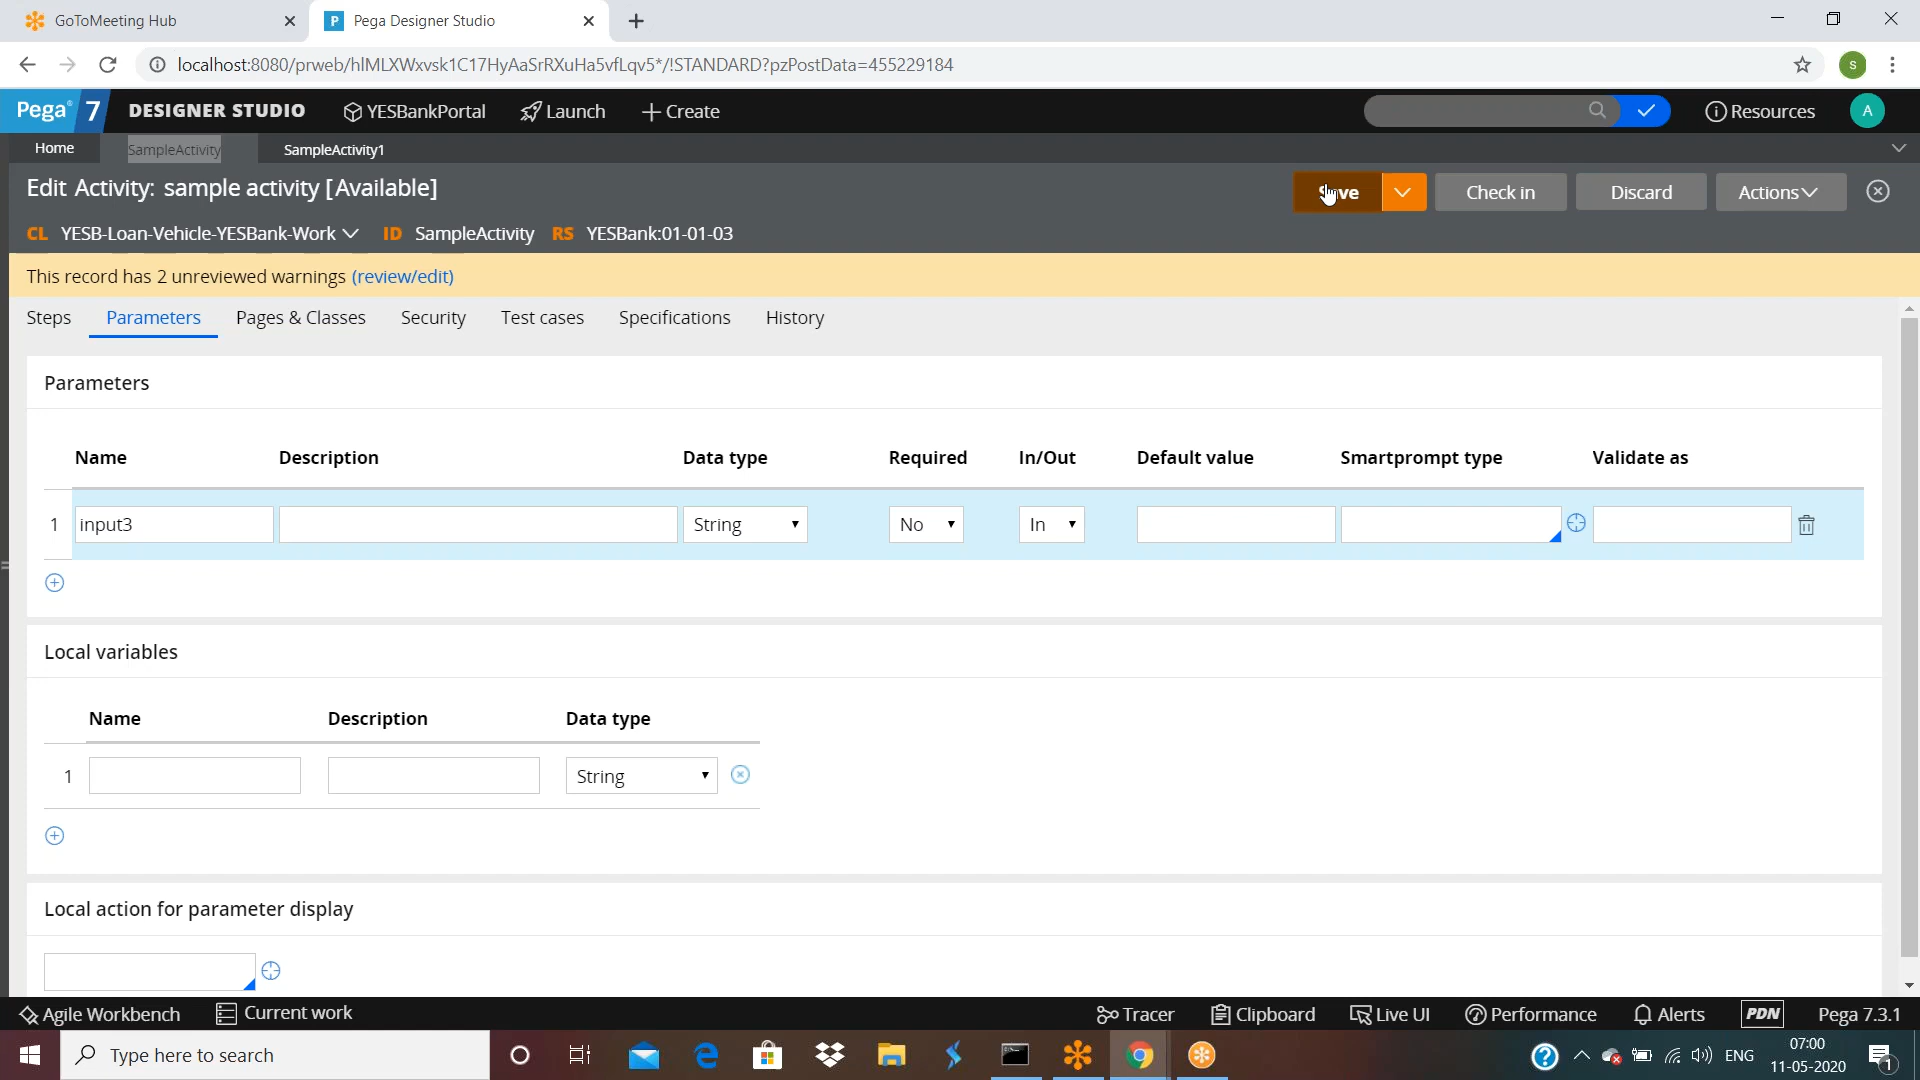 GoToMeeting Hub
Pega Designer Studio
localhost:8080/prweb/hIMLXWxvsk1C17HyAaSrRXuHa5vfLqv5*/!STANDARD?pzPostData=455229184
s
Pega 7 DESIGNER STUDIO YESBankPortal Launch Create Resources A
Home SampleActivity SampleActivity1
Edit Activity: sample activity [Available]
Check in Discard Actions
CL YESB-Loan-Vehicle-YESBank-Work ID SampleActivity RS YESBank:01-01-03
This record has 2 unreviewed warnings (review/edit)
Steps Parameters Pages & Classes Security Test cases Specifications History
Parameters
Name Description Data type Required In/Out Default value Smartprompt type Validate as
1 input3 String No In
Local variables
Name Description Data type
1 String
Local action for parameter display
Agile Workbench Current work Tracer Clipboard Live UI Performance Alerts PDN Pega 7.3.1
Type here to search
ENG
07:00
11-05-2020
1